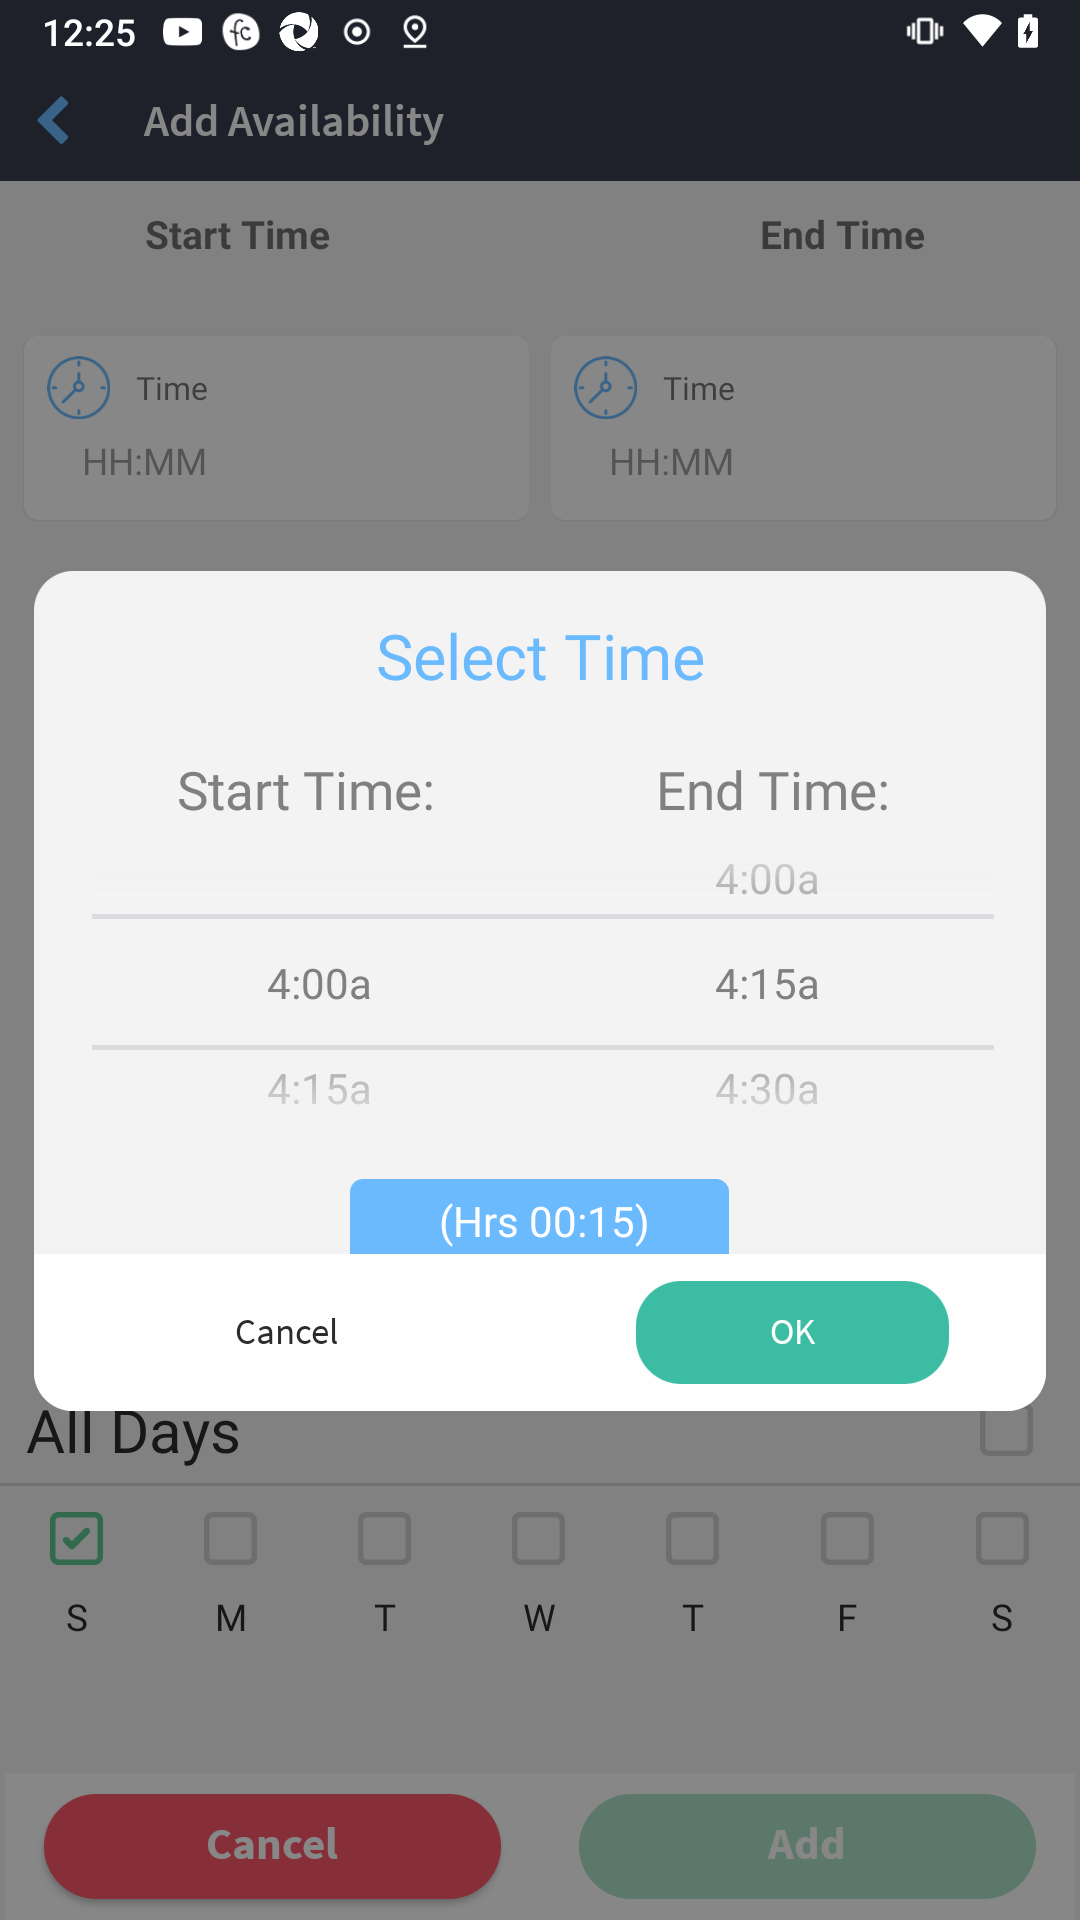 12:25
Add Availability
Start Time End Time
Time Time
HH:MM HH:MM
Select Time
Start Time: End Time:
4:00a
4:00a 4:15a
4:15a 4:30a
(Hrs 00:15)
Cancel OK
All Days
S M T W T F S
Cancel Add